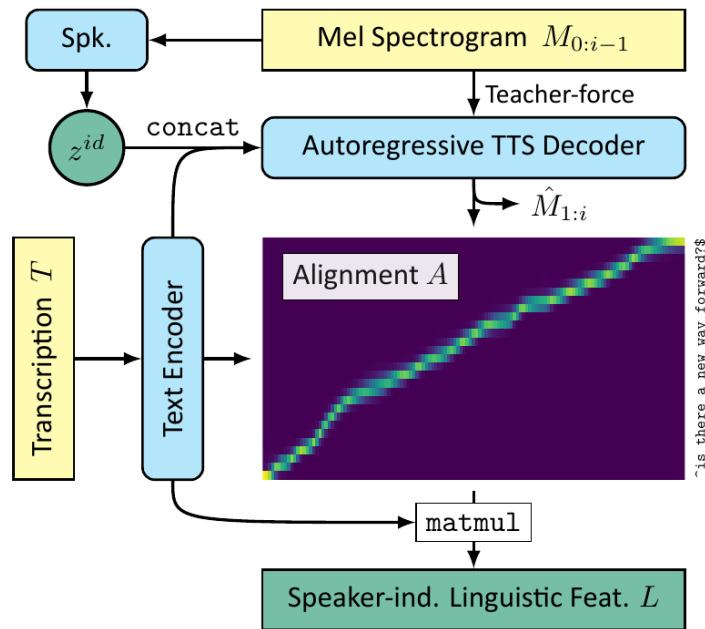 Spk.
Mel Spectrogram M_{0:i−1}
Teacher-force
z^{id}
concat
Autoregressive TTS Decoder
M̂_{1:i}
Transcription T
Text Encoder
Alignment A
^is there a new way forward?$
matmul
Speaker-ind. Linguistic Feat. L